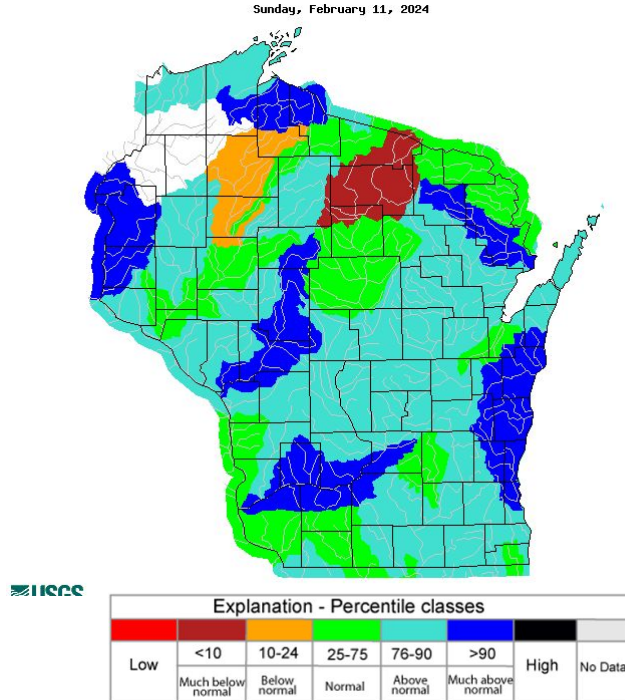 Sunday, February 11, 2024
USGS
Explanation - Percentile classes
Low
<10
10-24
25-75
76-90
>90
High
No Data
Much below normal
Below normal
Normal
Above normal
Much above normal